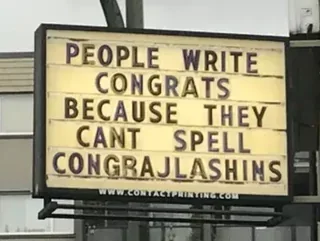 PEOPLE WRITE
CONGRATS
BECAUSE THEY
CANT SPELL
CONGRAJLASHINS
WWW.CONTACTPRINTING.COM